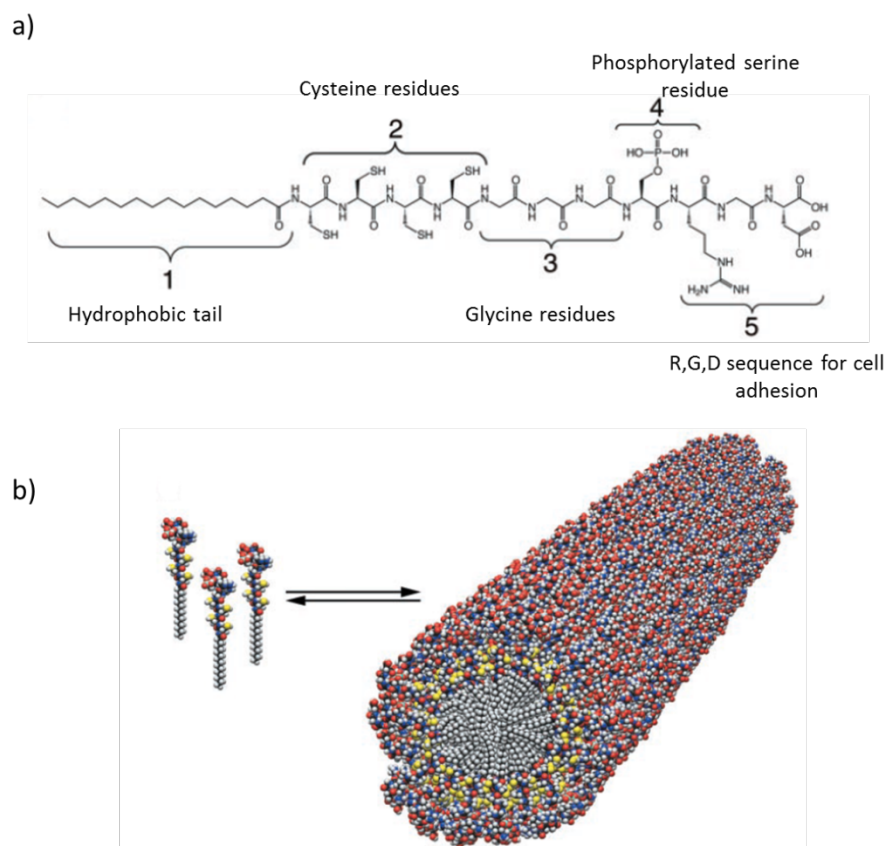 a)
Phosphorylated serine
residue
Cysteine residues
4
2
O
HO P OH
O
SH
SH
O
O
O
O
O
O
O
O
O
O
O
O
H
N
N
H
H
N
N
H
H
N
N
H
H
N
N
H
H
N
N
H
H
N
OH
O
SH
SH
O
OH
NH
H₂N
NH
1
3
5
Hydrophobic tail
Glycine residues
R,G,D sequence for cell
adhesion
b)